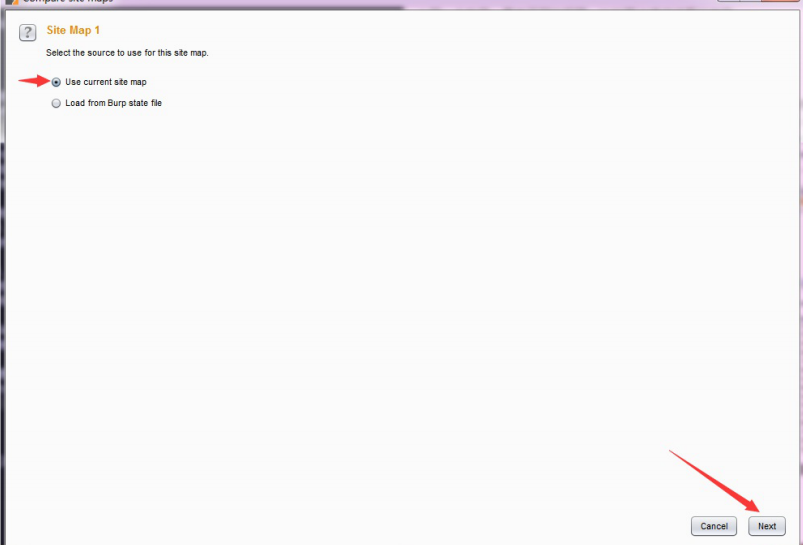 Compare site maps
?
Site Map 1
Select the source to use for this site map.
Use current site map
Load from Burp state file
Cancel
Next